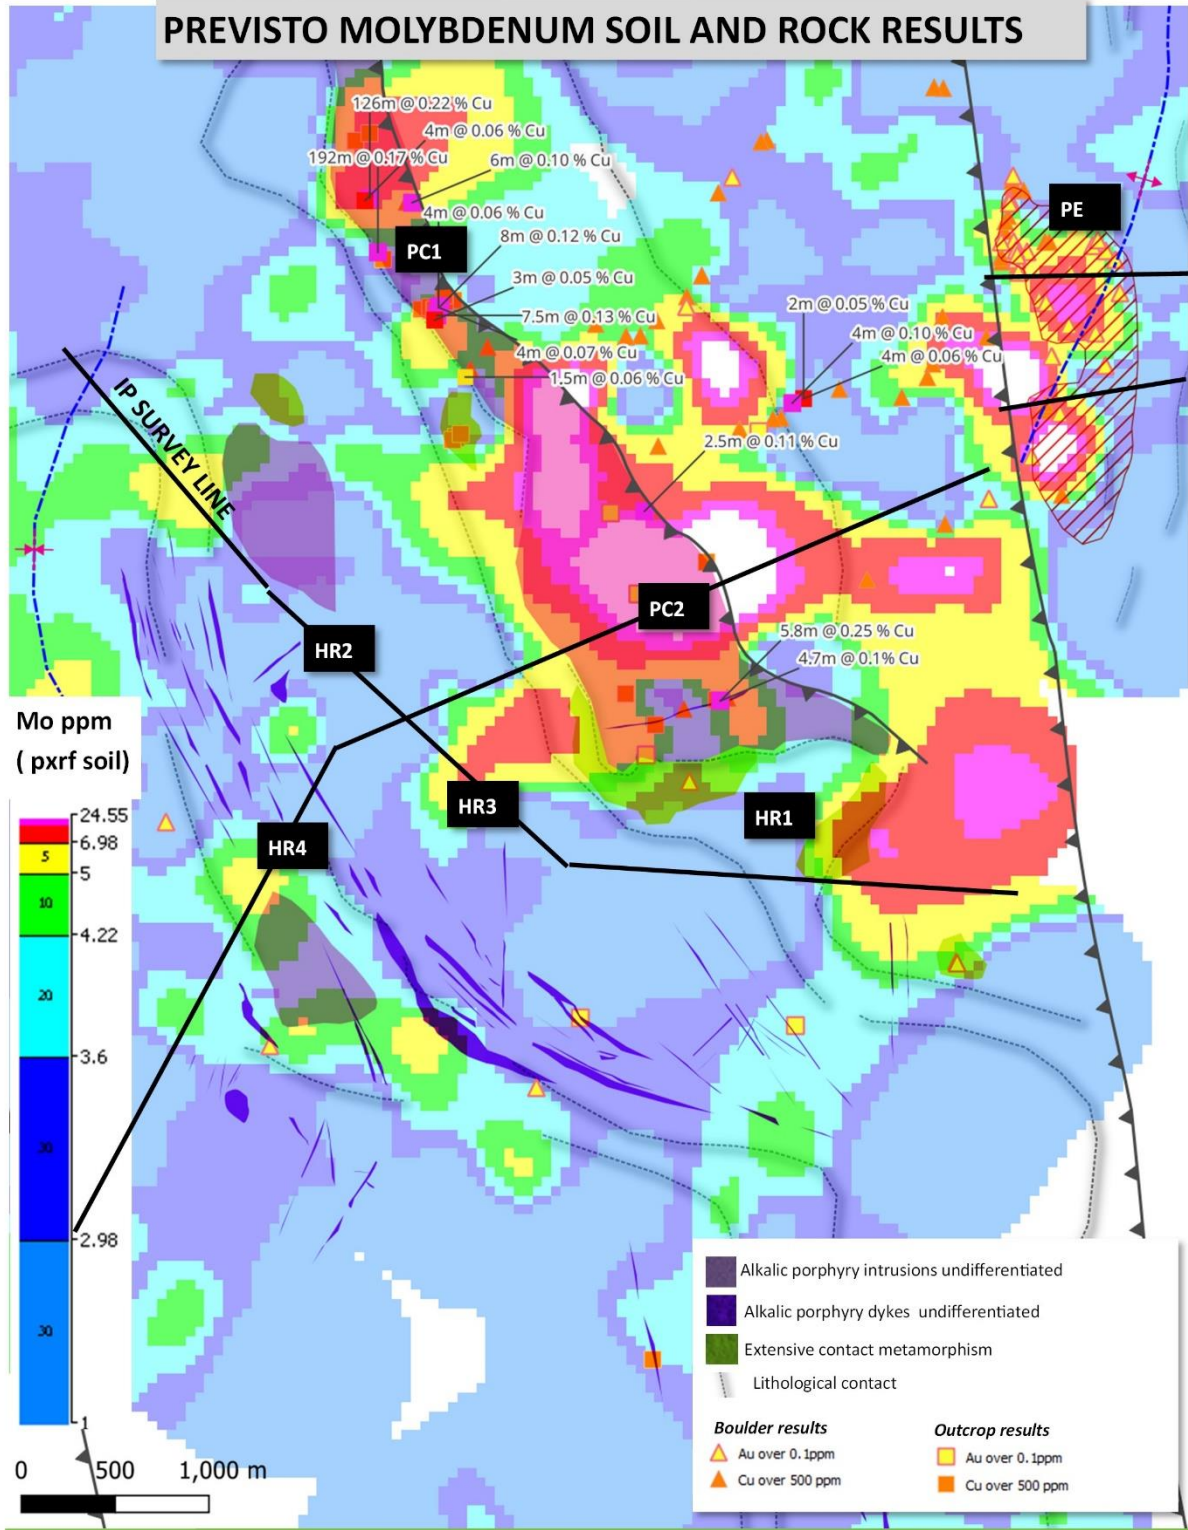 PREVISTO MOLYBDENUM SOIL AND ROCK RESULTS
126m @ 0.22 % Cu
4m @ 0.06 % Cu
192m @ 0.17 % Cu
6m @ 0.10 % Cu
4m @ 0.06 % Cu
PE
8m @ 0.12 % Cu
PC1
3m @ 0.05 % Cu
2m @ 0.05 % Cu
7.5m @ 0.13 % Cu
4m @ 0.10 % Cu
4m @ 0.07 % Cu
4m @ 0.06 % Cu
1.5m @ 0.06 % Cu
IP SURVEY LINE
2.5m @ 0.11 % Cu
PC2
5.8m @ 0.25 % Cu
HR2
4.7m @ 0.1% Cu
Mo ppm
( pxrf soil)
HR3
HR1
HR4
24.55
6.98
5
5
10
4.22
20
3.6
30
2.98
30
1
Alkalic porphyry intrusions undifferentiated
Alkalic porphyry dykes undifferentiated
Extensive contact metamorphism
Lithological contact
Boulder results
Outcrop results
Au over 0.1ppm
Au over 0.1ppm
Cu over 500 ppm
Cu over 500 ppm
0 500 1,000 m